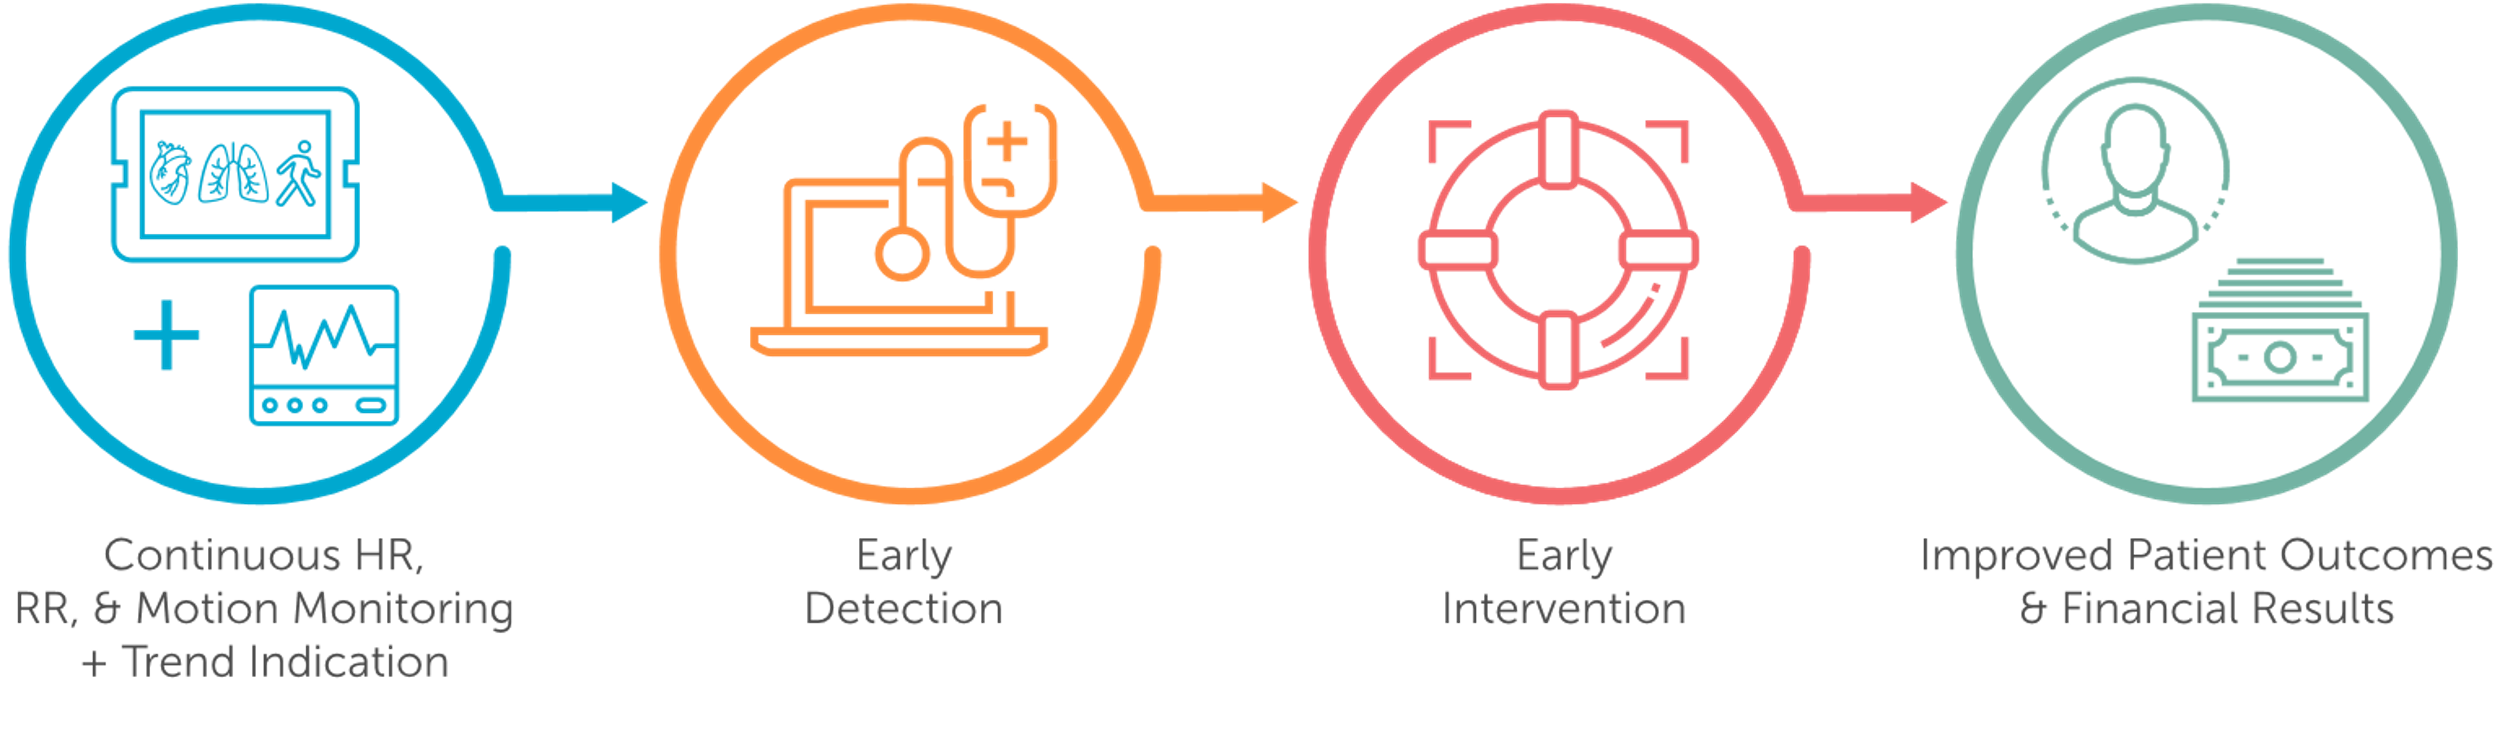 Continuous HR,
RR, & Motion Monitoring
+ Trend Indication
Early
Detection
Early
Intervention
Improved Patient Outcomes
& Financial Results